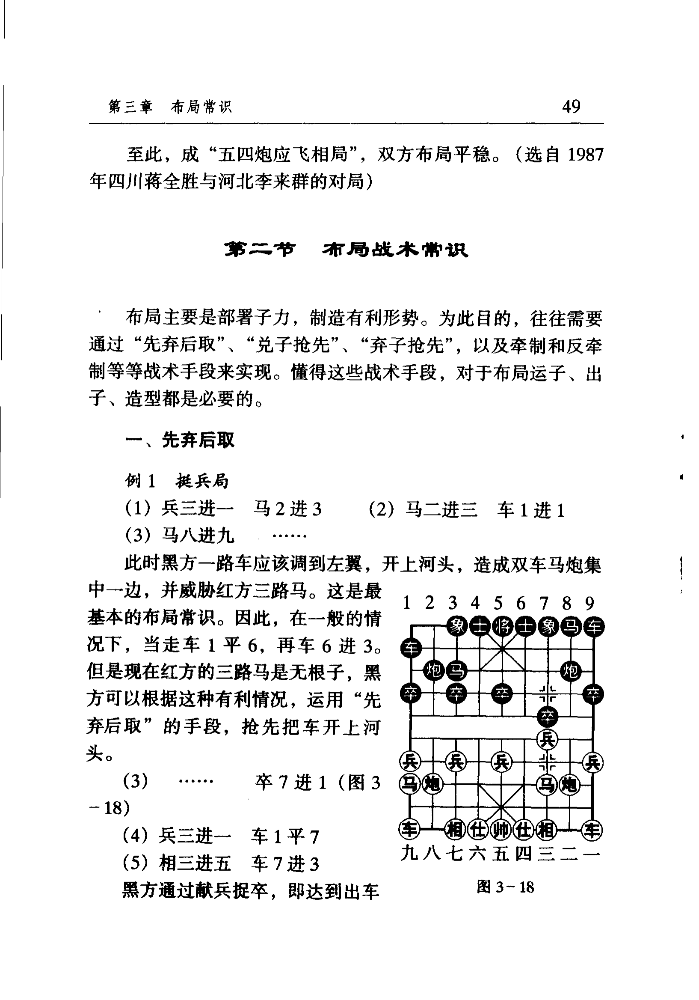 第三章 布局常识 49
至此，成“五四炮应飞相局”，双方布局平稳。（选自1987
年四川蒋全胜与河北李来群的对局）
第二节 布局战术常识
布局主要是部署子力，制造有利形势。为此目的，往往需要
通过“先弃后取”、“兑子抢先”、“弃子抢先”，以及牵制和反牵
制等等战术手段来实现。懂得这些战术手段，对于布局运子、出
子、造型都是必要的。
一、先弃后取
例1 挺兵局
（1）兵三进一 马2进3 （2）马二进三 车1进1
（3）马八进九 ……
此时黑方一路车应该调到左翼，开上河头，造成双车马炮集
中一边，并威胁红方三路马。这是最
基本的布局常识。因此，在一般的情
况下，当走车1平6，再车6进3。
但是现在红方的三路马是无根子，黑
方可以根据这种有利情况，运用“先
弃后取”的手段，抢先把车开上河
头。
（3） …… 卒7进1（图3
－18）
（4）兵三进一 车1平7
（5）相三进五 车7进3
黑方通过献兵捉卒，即达到出车
1 2 3 4 5 6 7 8 9
象 士 将 士 象 马 车
车
炮 马 炮
卒 卒 卒 卒
卒
兵
兵 兵 兵 兵
马 炮 马 炮
车 相 仕 帅 仕 相 车
九 八 七 六 五 四 三 二 一
图3－18